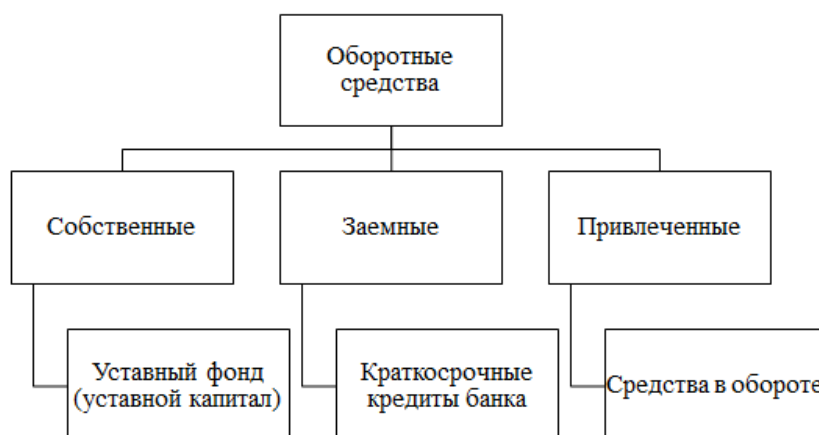 Оборотные
средства
Собственные
Заемные
Привлеченные
Уставный фонд
(уставной капитал)
Краткосрочные
кредиты банка
Средства в обороте